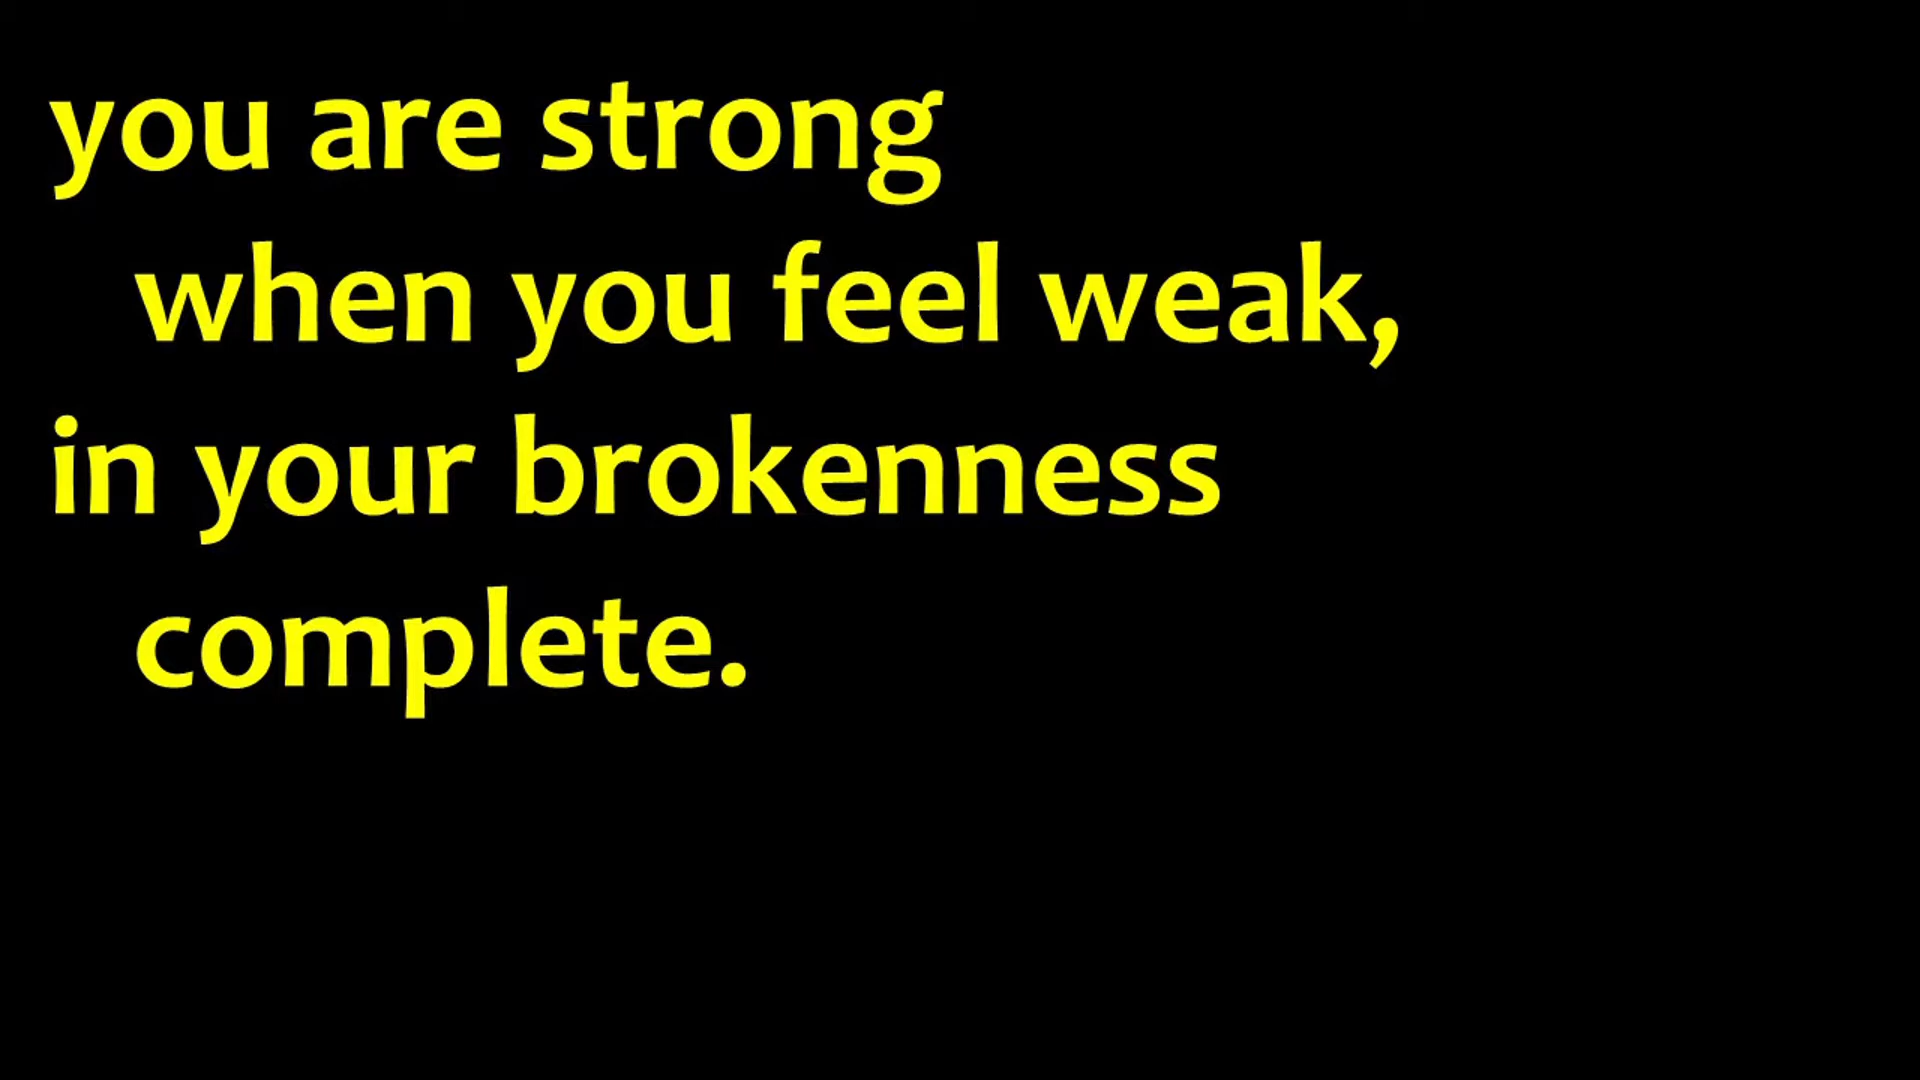 you are strong
when you feel weak,
in your brokenness
complete.